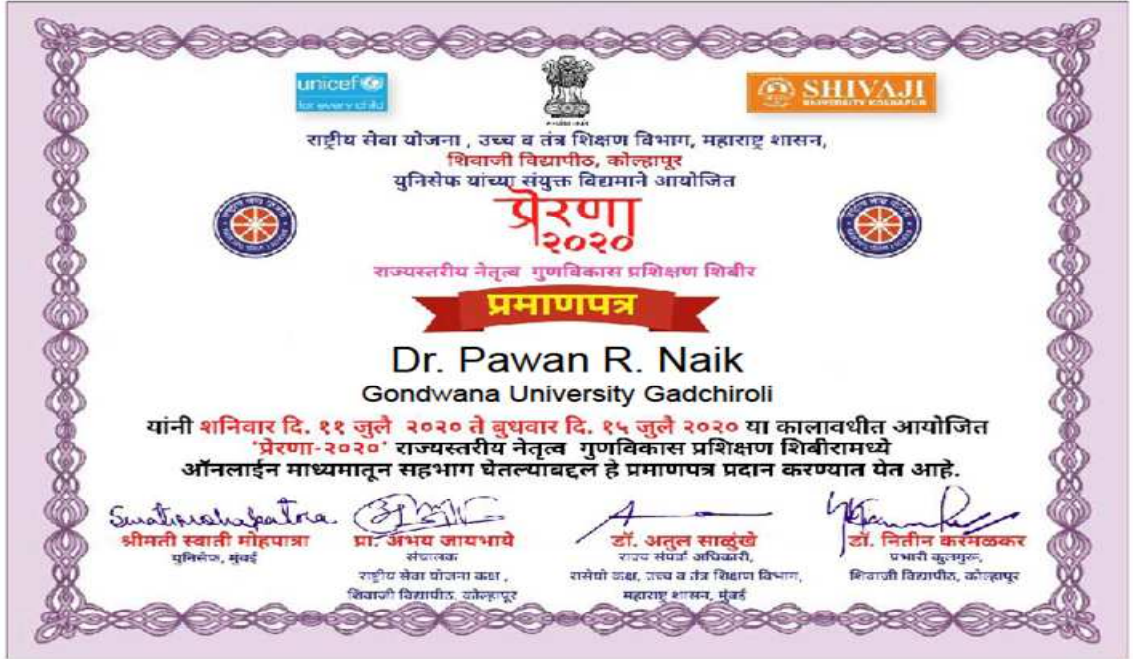 unicef
for every child
SHIVAJI
UNIVERSITY KOLHAPUR
राष्ट्रीय सेवा योजना , उच्च व तंत्र शिक्षण विभाग, महाराष्ट्र शासन,
शिवाजी विद्यापीठ, कोल्हापूर
युनिसेफ यांच्या संयुक्त विद्यमाने आयोजित
प्रेरणा
२०२०
राज्यस्तरीय नेतृत्व गुणविकास प्रशिक्षण शिबीर
प्रमाणपत्र
Dr. Pawan R. Naik
Gondwana University Gadchiroli
यांनी शनिवार दि. ११ जुलै २०२० ते बुधवार दि. १५ जुलै २०२० या कालावधीत आयोजित
"प्रेरणा-२०२०" राज्यस्तरीय नेतृत्व गुणविकास प्रशिक्षण शिबीरामध्ये
ऑनलाईन माध्यमातून सहभाग घेतल्याबद्दल हे प्रमाणपत्र प्रदान करण्यात येत आहे.
Swatimohapatra
श्रीमती स्वाती मोहपात्रा
युनिसेफ, मुंबई
प्रा. अभय जायभाये
संचालक
राष्ट्रीय सेवा योजना कक्ष ,
शिवाजी विद्यापीठ, कोल्हापूर
डॉ. अतुल साळुंखे
राज्य संपर्क अधिकारी,
रासेयो कक्ष, उच्च व तंत्र शिक्षण विभाग,
महाराष्ट्र शासन, मुंबई
डॉ. नितीन करमळकर
प्रभारी कुलगुरू,
शिवाजी विद्यापीठ, कोल्हापूर